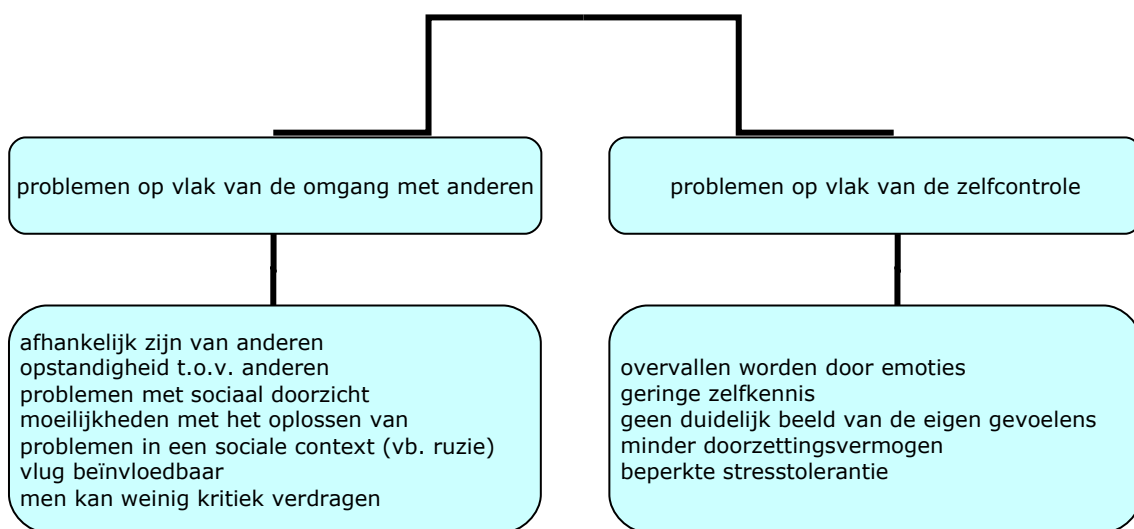 problemen op vlak van de omgang met anderen
problemen op vlak van de zelfcontrole
afhankelijk zijn van anderen
opstandigheid t.o.v. anderen
problemen met sociaal doorzicht
moeilijkheden met het oplossen van
problemen in een sociale context (vb. ruzie)
vlug beïnvloedbaar
men kan weinig kritiek verdragen
overvallen worden door emoties
geringe zelfkennis
geen duidelijk beeld van de eigen gevoelens
minder doorzettingsvermogen
beperkte stresstolerantie